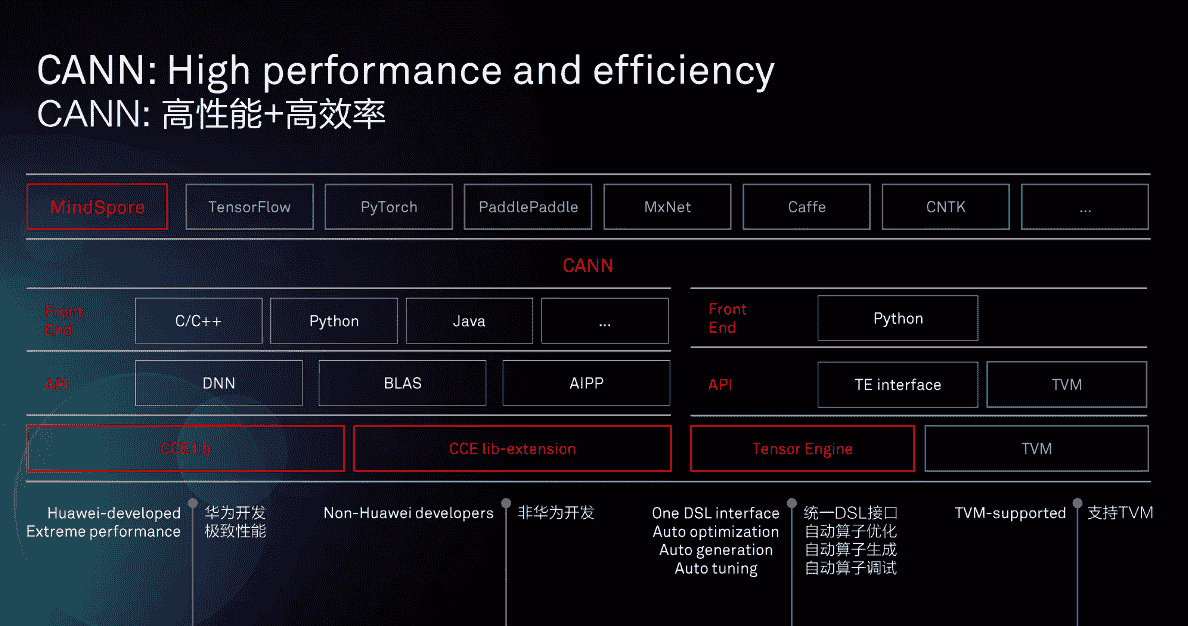 CANN: High performance and efficiency
CANN: 高性能+高效率
MindSpore
TensorFlow
PyTorch
PaddlePaddle
MxNet
Caffe
CNTK
...
CANN
Front
End
C/C++
Python
Java
...
API
DNN
BLAS
AIPP
CCE lib
CCE lib-extension
Front
End
Python
API
TE interface
TVM
Tensor Engine
TVM
Huawei-developed
Extreme performance
华为开发
极致性能
Non-Huawei developers
非华为开发
One DSL interface
Auto optimization
Auto generation
Auto tuning
统一DSL接口
自动算子优化
自动算子生成
自动算子调试
TVM-supported
支持TVM